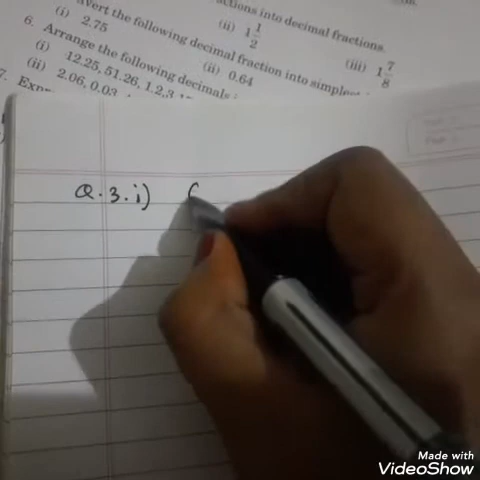 ctions into decimal fractions.
vert the following decimal fraction into simplest
(i) 2.75 (ii) 0.64
(ii) 1 1/2 (iii) 1 7/8
6. Arrange the following decimals
(i) 12.25, 51.26, 1.2, 3.1
(ii) 2.06, 0.03
7. Exp
Q.3.i)
Made with
VideoShow